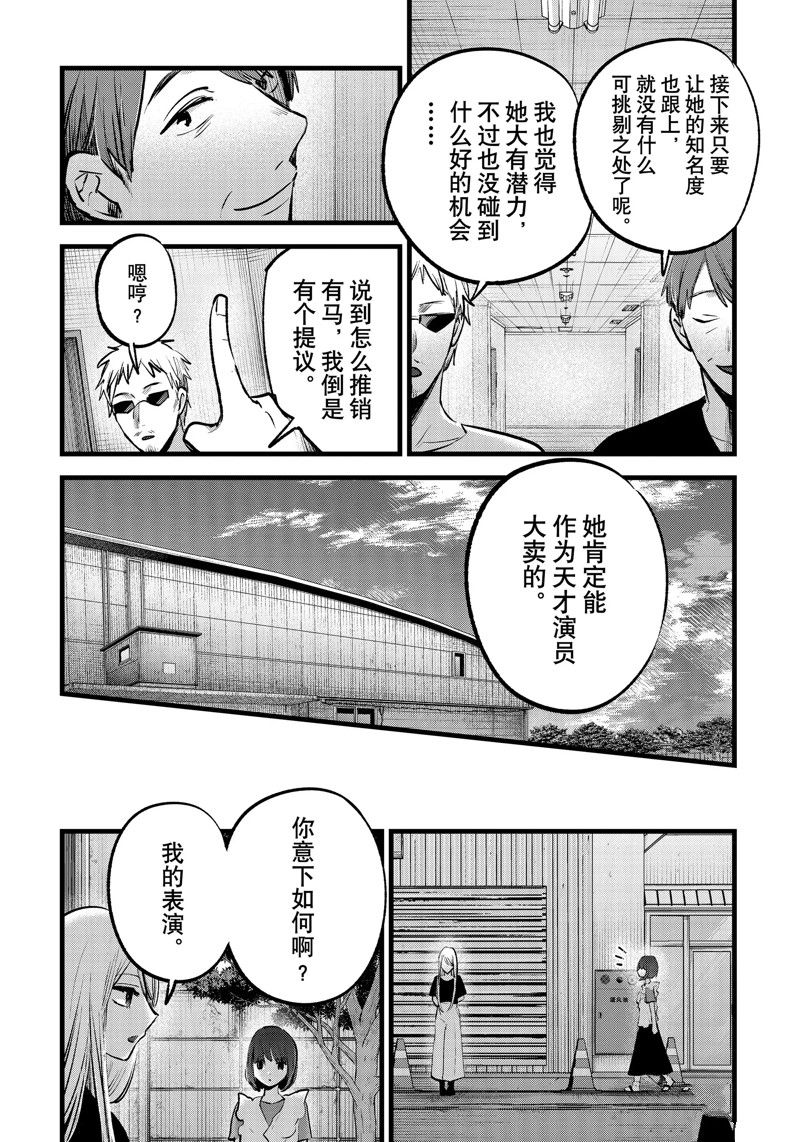 接下来只要
让她的知名度
也跟上，
就没有什么
可挑剔之处了呢。
我也觉得
她大有潜力，
不过也没碰到
什么好的机会
……
说到怎么推销
有马，我倒是
有个提议。
嗯哼？
她肯定能
作为天才演员
大卖的。
你意下如何啊？
我的表演。